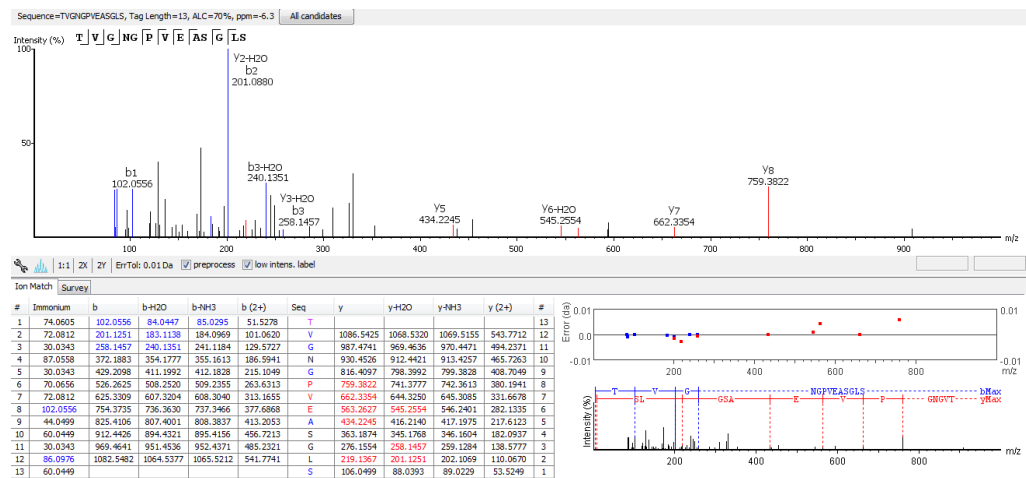 Sequence=TVGNGPVEASGLS, Tag Length=13, ALC=70%, ppm=-6.3 All candidates
Intensity (%) T V G NG P V E AS G LS
100
y2-H2O
b2
201.0880
50
b3-H2O
240.1351
b1
102.0556
y3-H2O
b3
258.1457
y5
434.2245
y6-H2O
545.2554
y7
662.3354
y8
759.3822
100 200 300 400 500 600 700 800 900 m/z
1:1 2X 2Y ErrTol: 0.01 Da preprocess low intens. label
Ion Match Survey
# Immonium b b-H2O b-NH3 b (2+) Seq y y-H2O y-NH3 y (2+) #
1 74.0605 102.0556 84.0447 85.0295 51.5278 T 13
2 72.0812 201.1251 183.1138 184.0969 101.0620 V 1086.5425 1068.5320 1069.5155 543.7712 12
3 30.0343 258.1457 240.1351 241.1184 129.5727 G 987.4741 969.4636 970.4471 494.2371 11
4 87.0558 372.1883 354.1777 355.1613 186.5941 N 930.4526 912.4421 913.4257 465.7263 10
5 30.0343 429.2098 411.1992 412.1828 215.1049 G 816.4097 798.3992 799.3828 408.7049 9
6 70.0656 526.2625 508.2520 509.2355 263.6313 P 759.3822 741.3777 742.3613 380.1941 8
7 72.0812 625.3309 607.3204 608.3040 313.1655 V 662.3354 644.3250 645.3085 331.6678 7
8 102.0556 754.3735 736.3630 737.3466 377.6868 E 563.2627 545.2554 546.2401 282.1335 6
9 44.0499 825.4106 807.4001 808.3837 413.2053 A 434.2245 416.2140 417.1975 217.6123 5
10 60.0449 912.4426 894.4321 895.4156 456.7213 S 363.1874 345.1768 346.1604 182.0937 4
11 30.0343 969.4641 951.4536 952.4371 485.2321 G 276.1554 258.1457 259.1284 138.5777 3
12 86.0976 1082.5482 1064.5377 1065.5212 541.7741 L 219.1367 201.1251 202.1069 110.0670 2
13 60.0449 S 106.0499 88.0393 89.0229 53.5249 1
Error (da) 0.01 0.01
0.0
-0.01 -0.01
200 400 600 800 m/z
T V G NGPVEASGLS bMax
SL GSA E V P GNGVT yMax
Intensity (%)
200 400 600 800 m/z